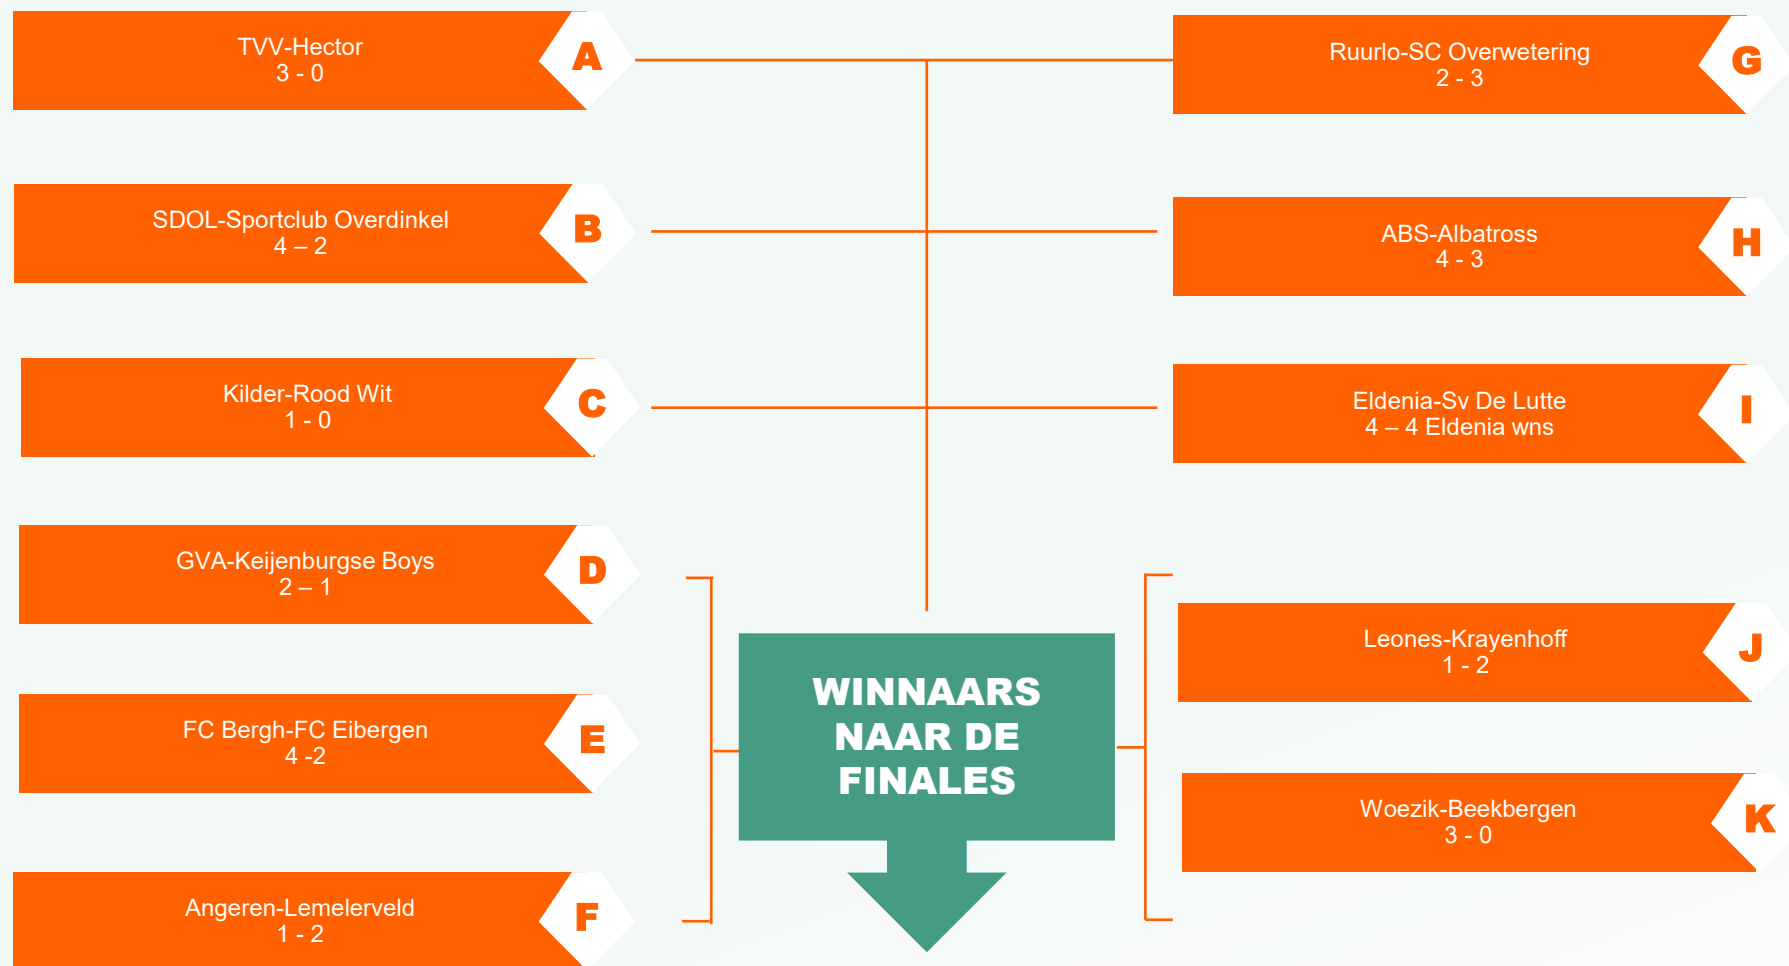 TVV-Hector
3 - 0
A
SDOL-Sportclub Overdinkel
4 – 2
B
Kilder-Rood Wit
1 - 0
C
GVA-Keijenburgse Boys
2 – 1
D
FC Bergh-FC Eibergen
4 -2
E
Angeren-Lemelerveld
1 - 2
F
WINNAARS
NAAR DE
FINALES
Ruurlo-SC Overwetering
2 - 3
G
ABS-Albatross
4 - 3
H
Eldenia-Sv De Lutte
4 – 4 Eldenia wns
I
Leones-Krayenhoff
1 - 2
J
Woezik-Beekbergen
3 - 0
K